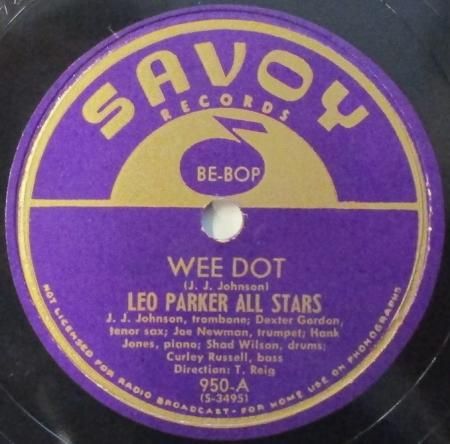 SAVOY
RECORDS
BE-BOP
WEE DOT
(J. J. Johnson)
LEO PARKER ALL STARS
J. J. Johnson, trombone; Dexter Gordon,
tenor sax; Joe Newman, trumpet; Hank
Jones, piano; Shad Wilson, drums;
Curley Russell, bass
Direction: T. Reig
950-A
(S-3495)
NOT LICENSED FOR RADIO BROADCAST - FOR HOME USE ON PHONOGRAPHS